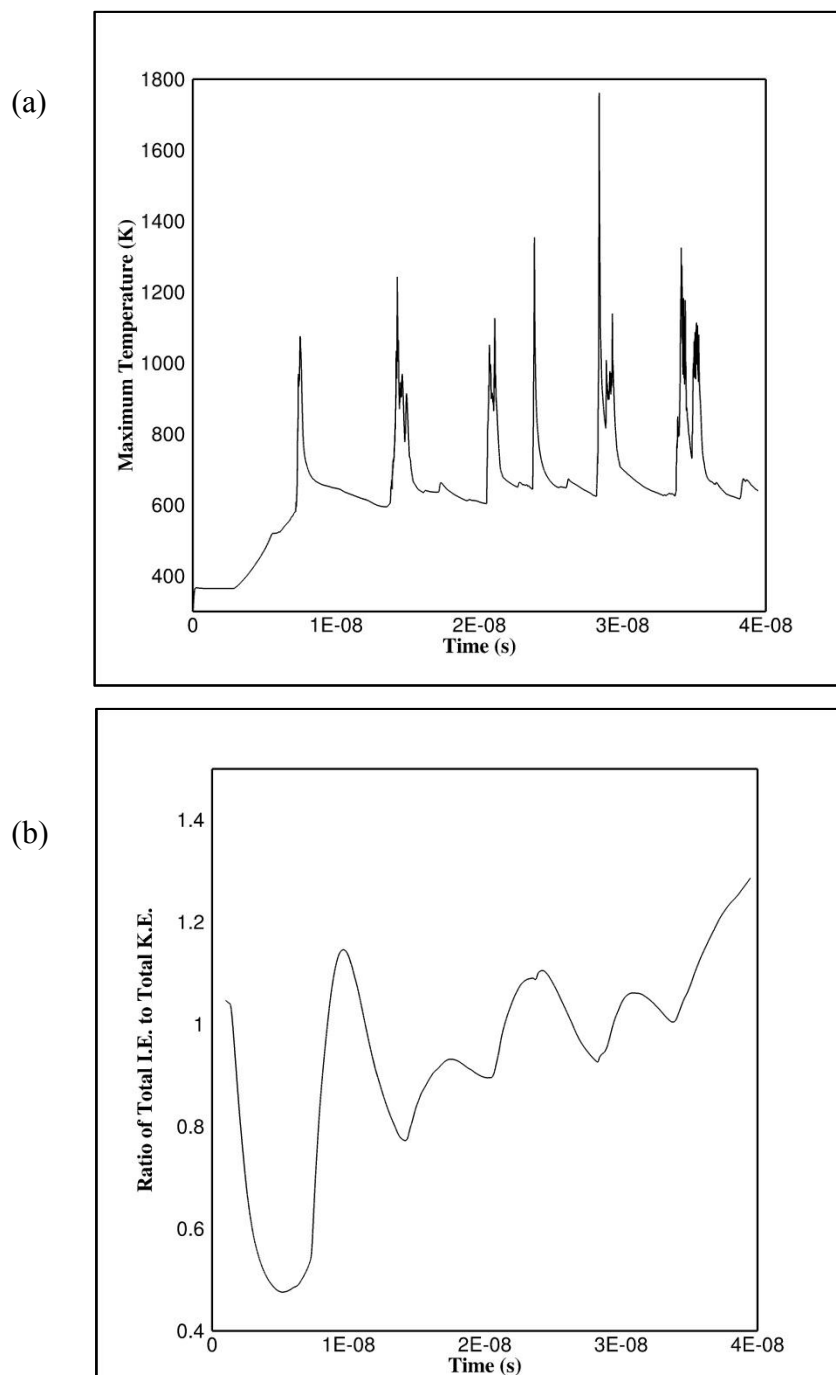 (a)
Maximum Temperature (K)
1800
1600
1400
1200
1000
800
600
400
0
1E-08
2E-08
3E-08
4E-08
Time (s)
(b)
Ratio of Total I.E. to Total K.E.
1.4
1.2
1
0.8
0.6
0.4
0
1E-08
2E-08
3E-08
4E-08
Time (s)